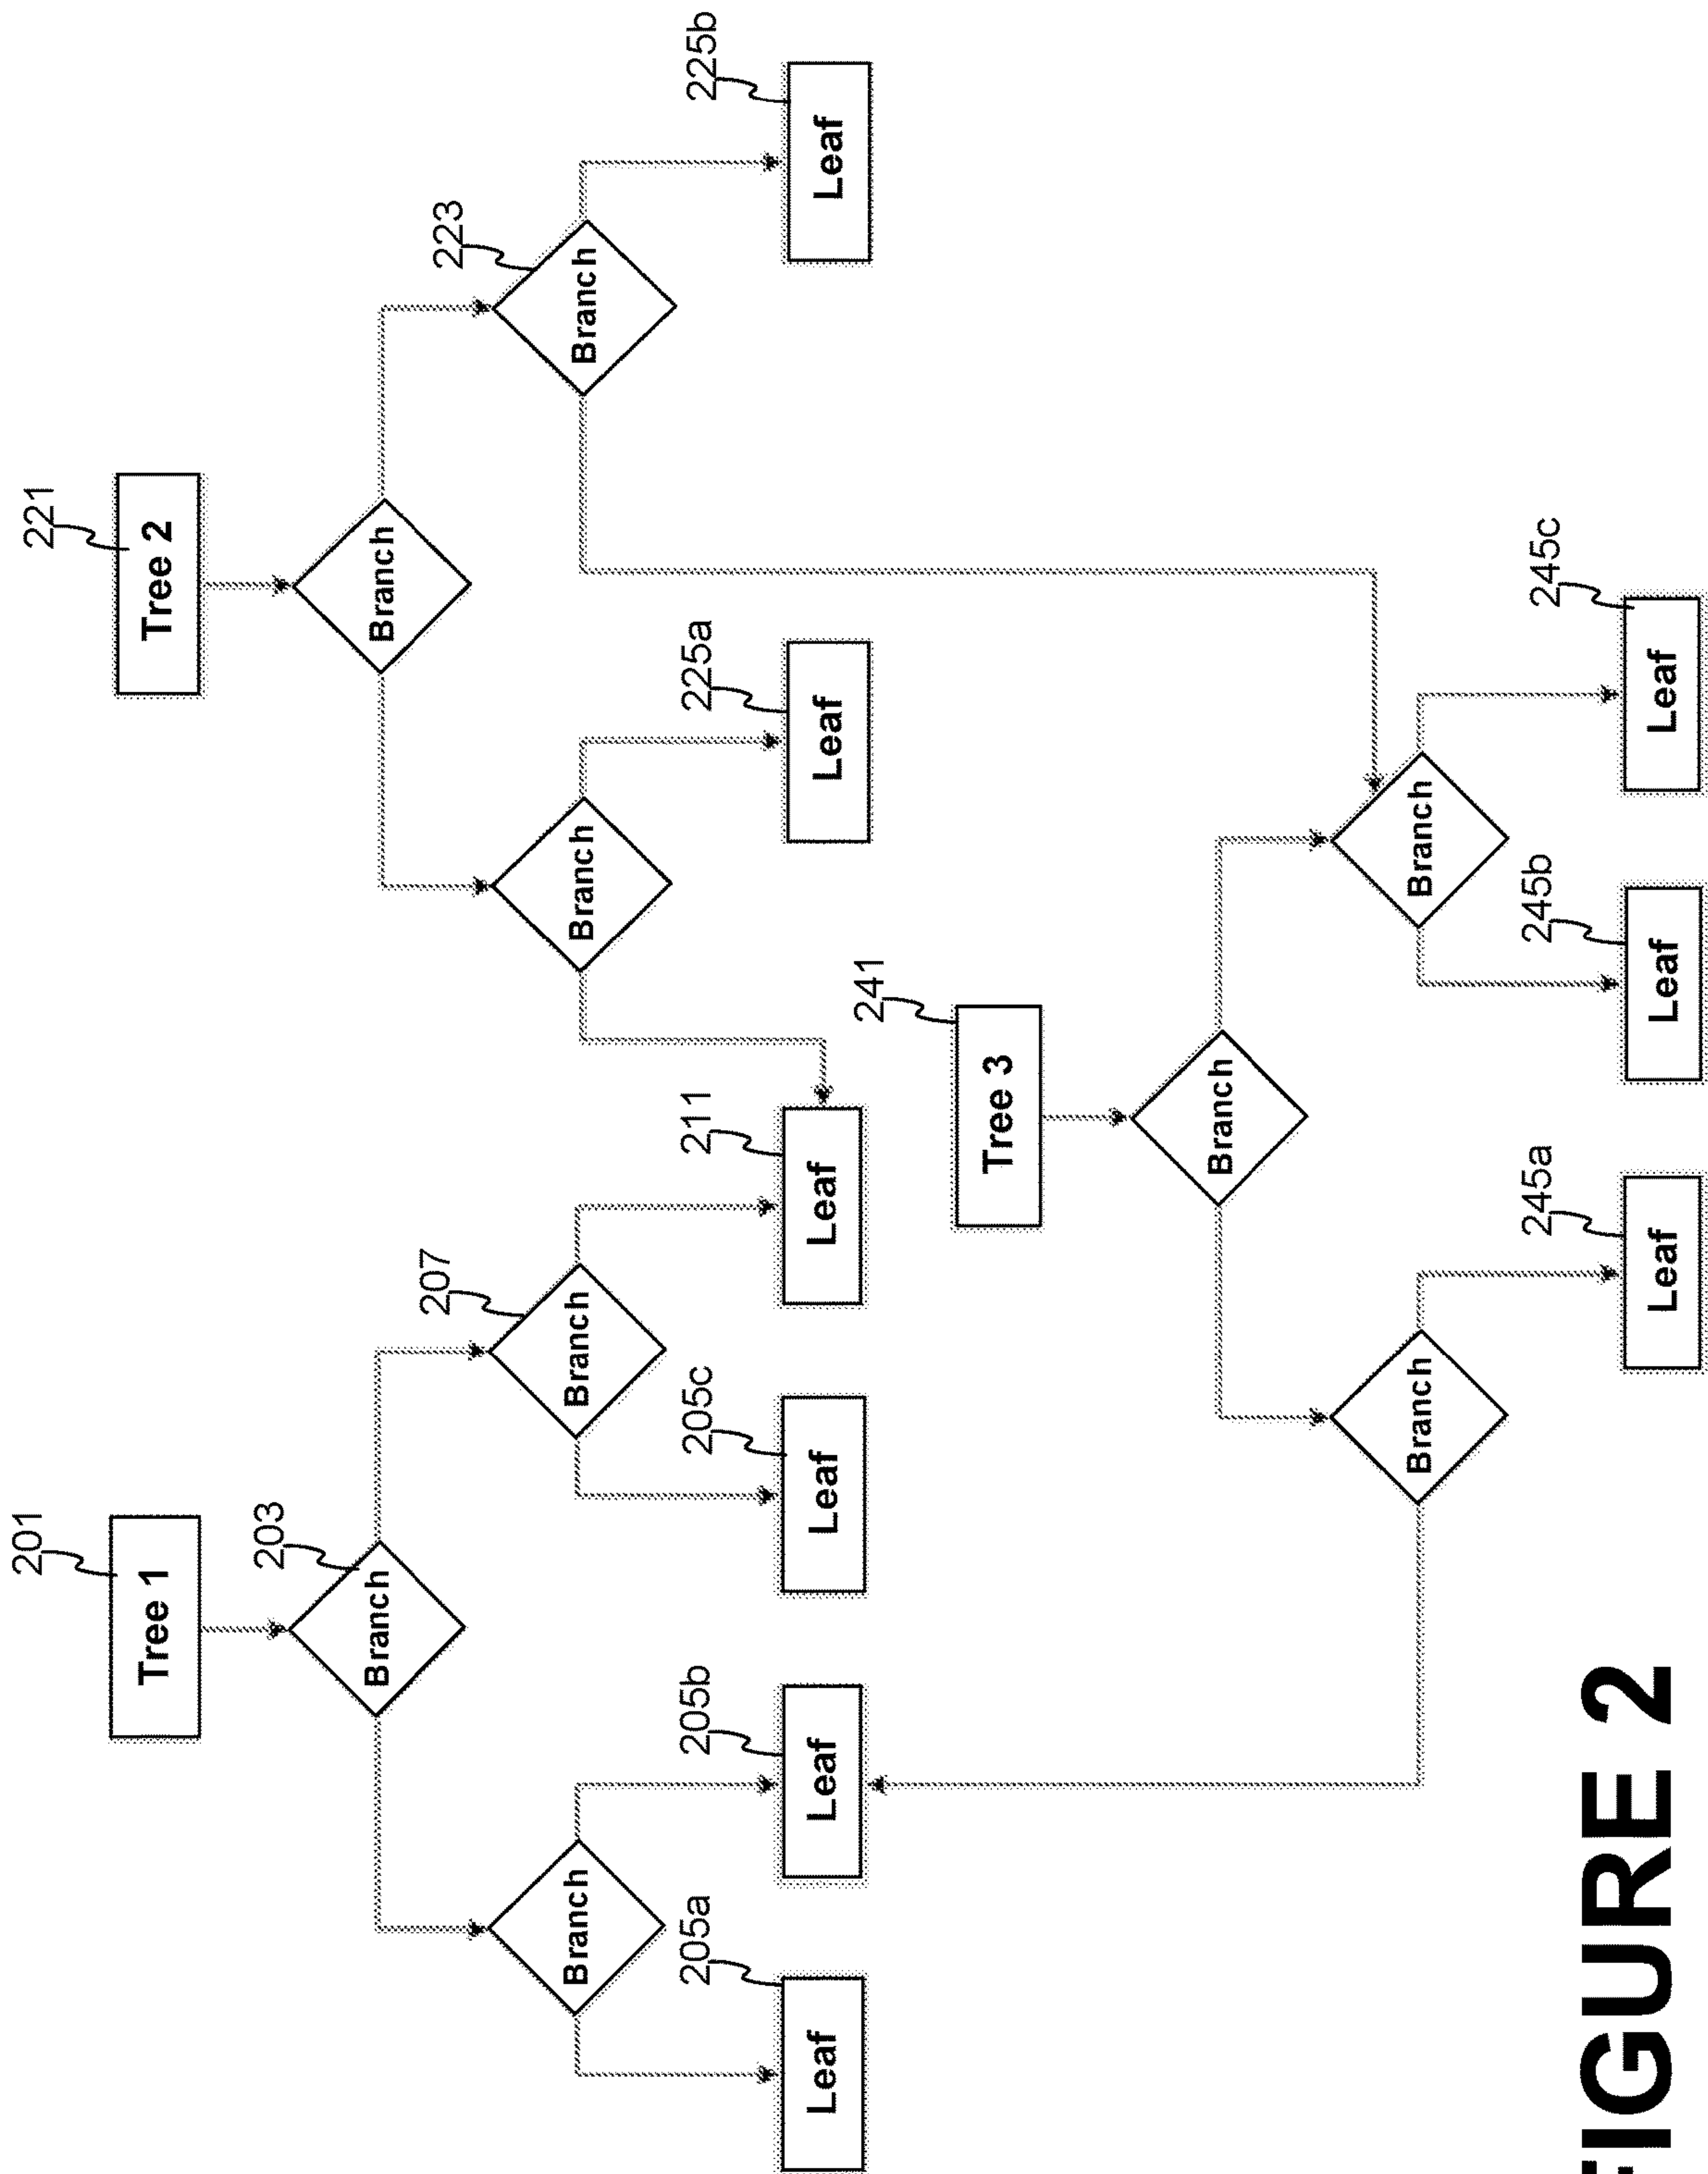 201
221
Tree 1
Tree 2
203
Branch
Branch
207
223
Branch
Branch
Branch
Branch
205a
205b
205c
211
225a
225b
Leaf
Leaf
Leaf
Leaf
Leaf
Leaf
241
Tree 3
Branch
Branch
Branch
245a
245b
245c
Leaf
Leaf
Leaf
FIGURE 2